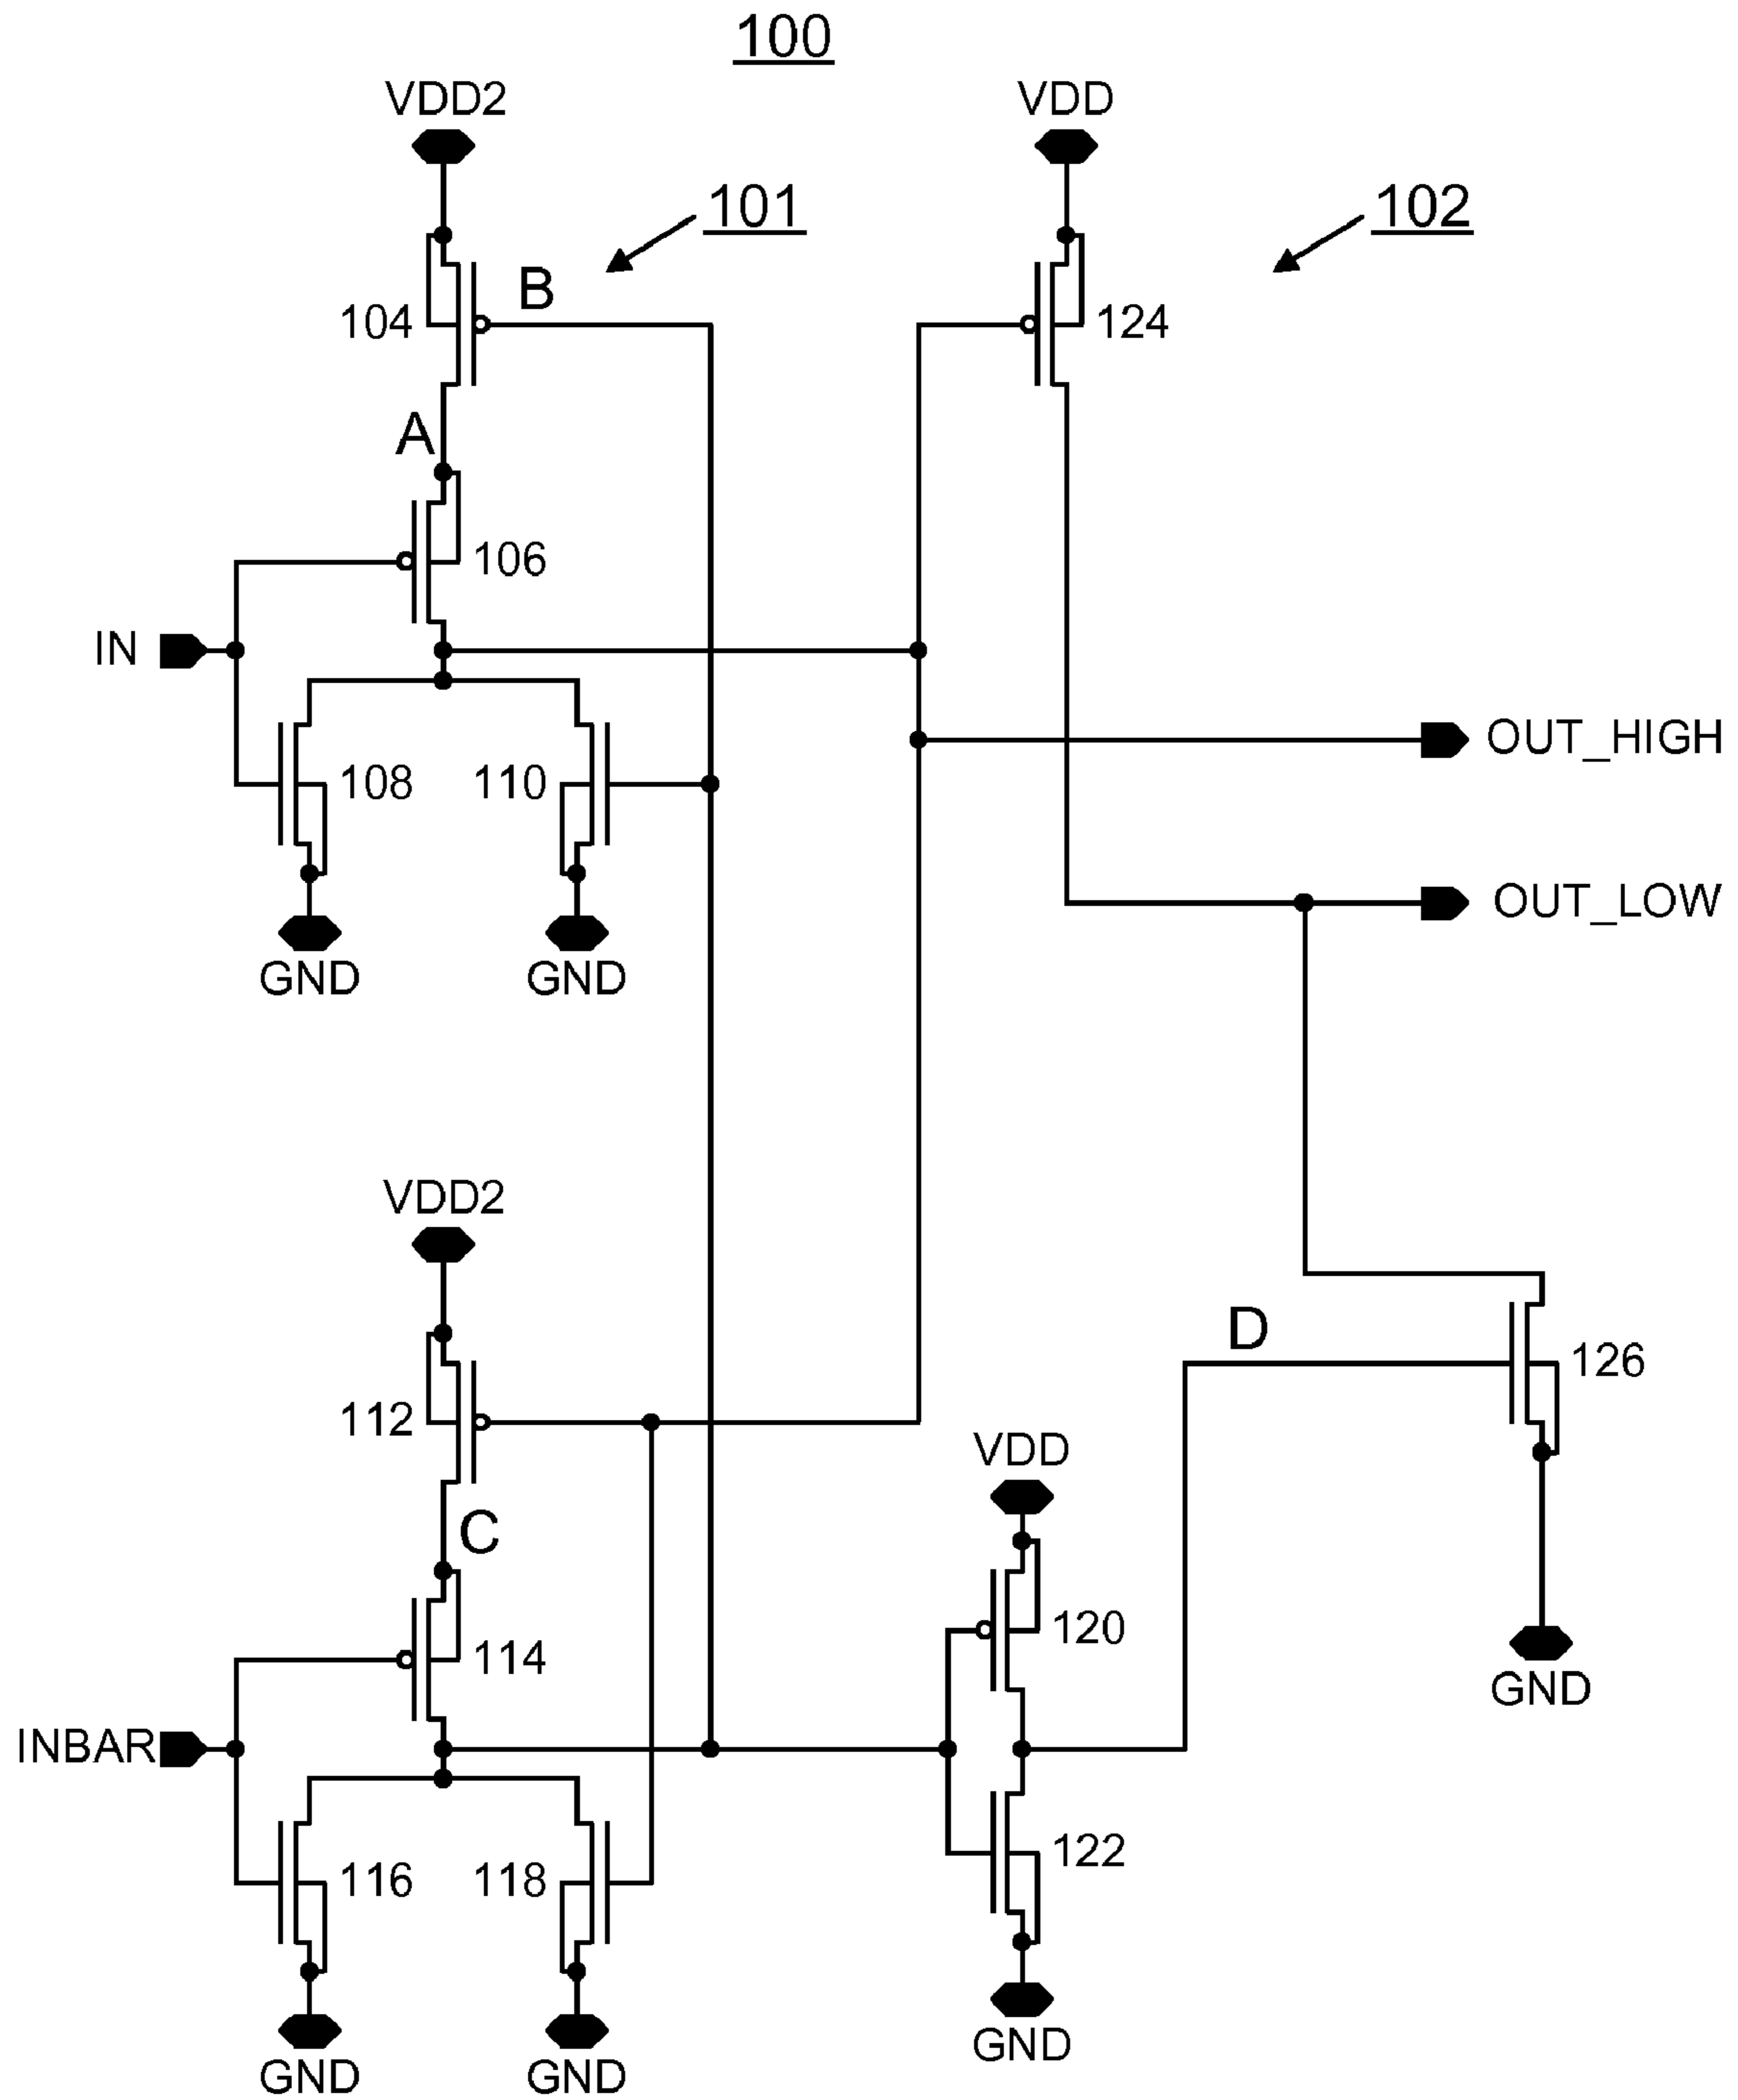 100
VDD2
VDD
101
102
B
104
124
A
106
IN
OUT_HIGH
108
110
OUT_LOW
GND
GND
VDD2
D
126
112
VDD
C
120
114
GND
INBAR
122
116
118
GND
GND
GND